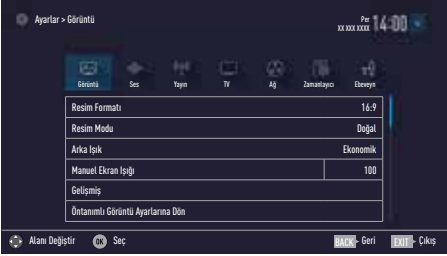 Ayarlar > Görüntü
Per
xx xxx xxxx
14:00
Görüntü Ses Yayın TV Ağ Zamanlayıcı Ebeveyn
Resim Formatı 16:9
Resim Modu Doğal
Arka Işık Ekonomik
Manuel Ekran Işığı 100
Gelişmiş
Öntanımlı Görüntü Ayarlarına Dön
Alanı Değiştir OK Seç BACK Geri EXIT Çıkış